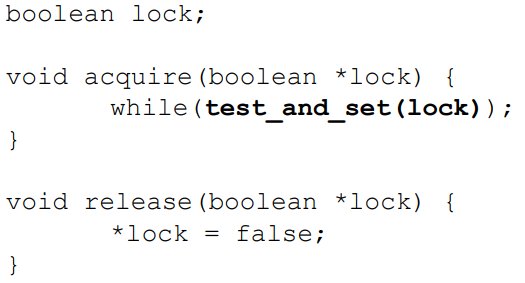 boolean lock;
void acquire(boolean *lock) {
while(test_and_set(lock));
}
void release(boolean *lock) {
*lock = false;
}